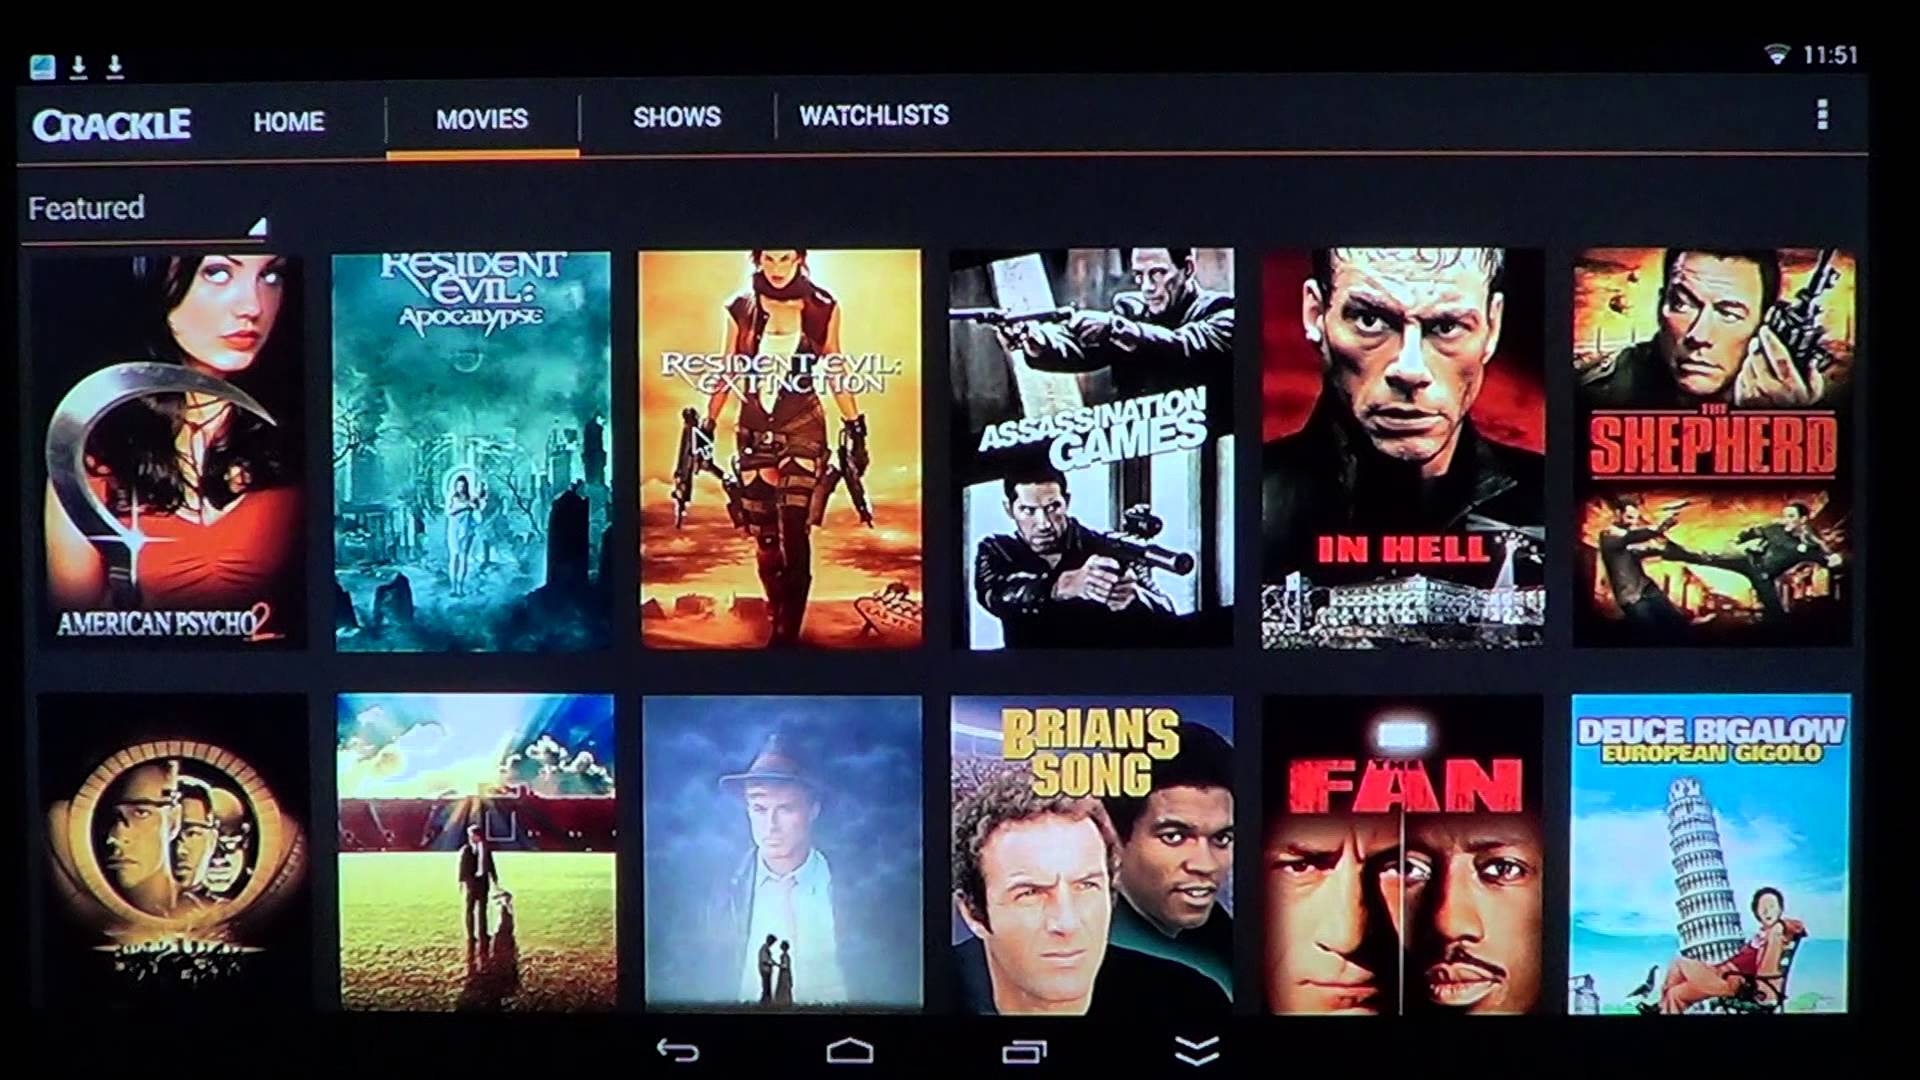 11:51
CRACKLE HOME MOVIES SHOWS WATCHLISTS
Featured
RESIDENT
EVIL:
APOCALYPSE
RESIDENT EVIL:
EXTINCTION
ASSASSINATION
GAMES
THE
SHEPHERD
IN HELL
AMERICAN PSYCHO 2
BRIAN'S
SONG
FAN
DEUCE BIGALOW
EUROPEAN GIGOLO